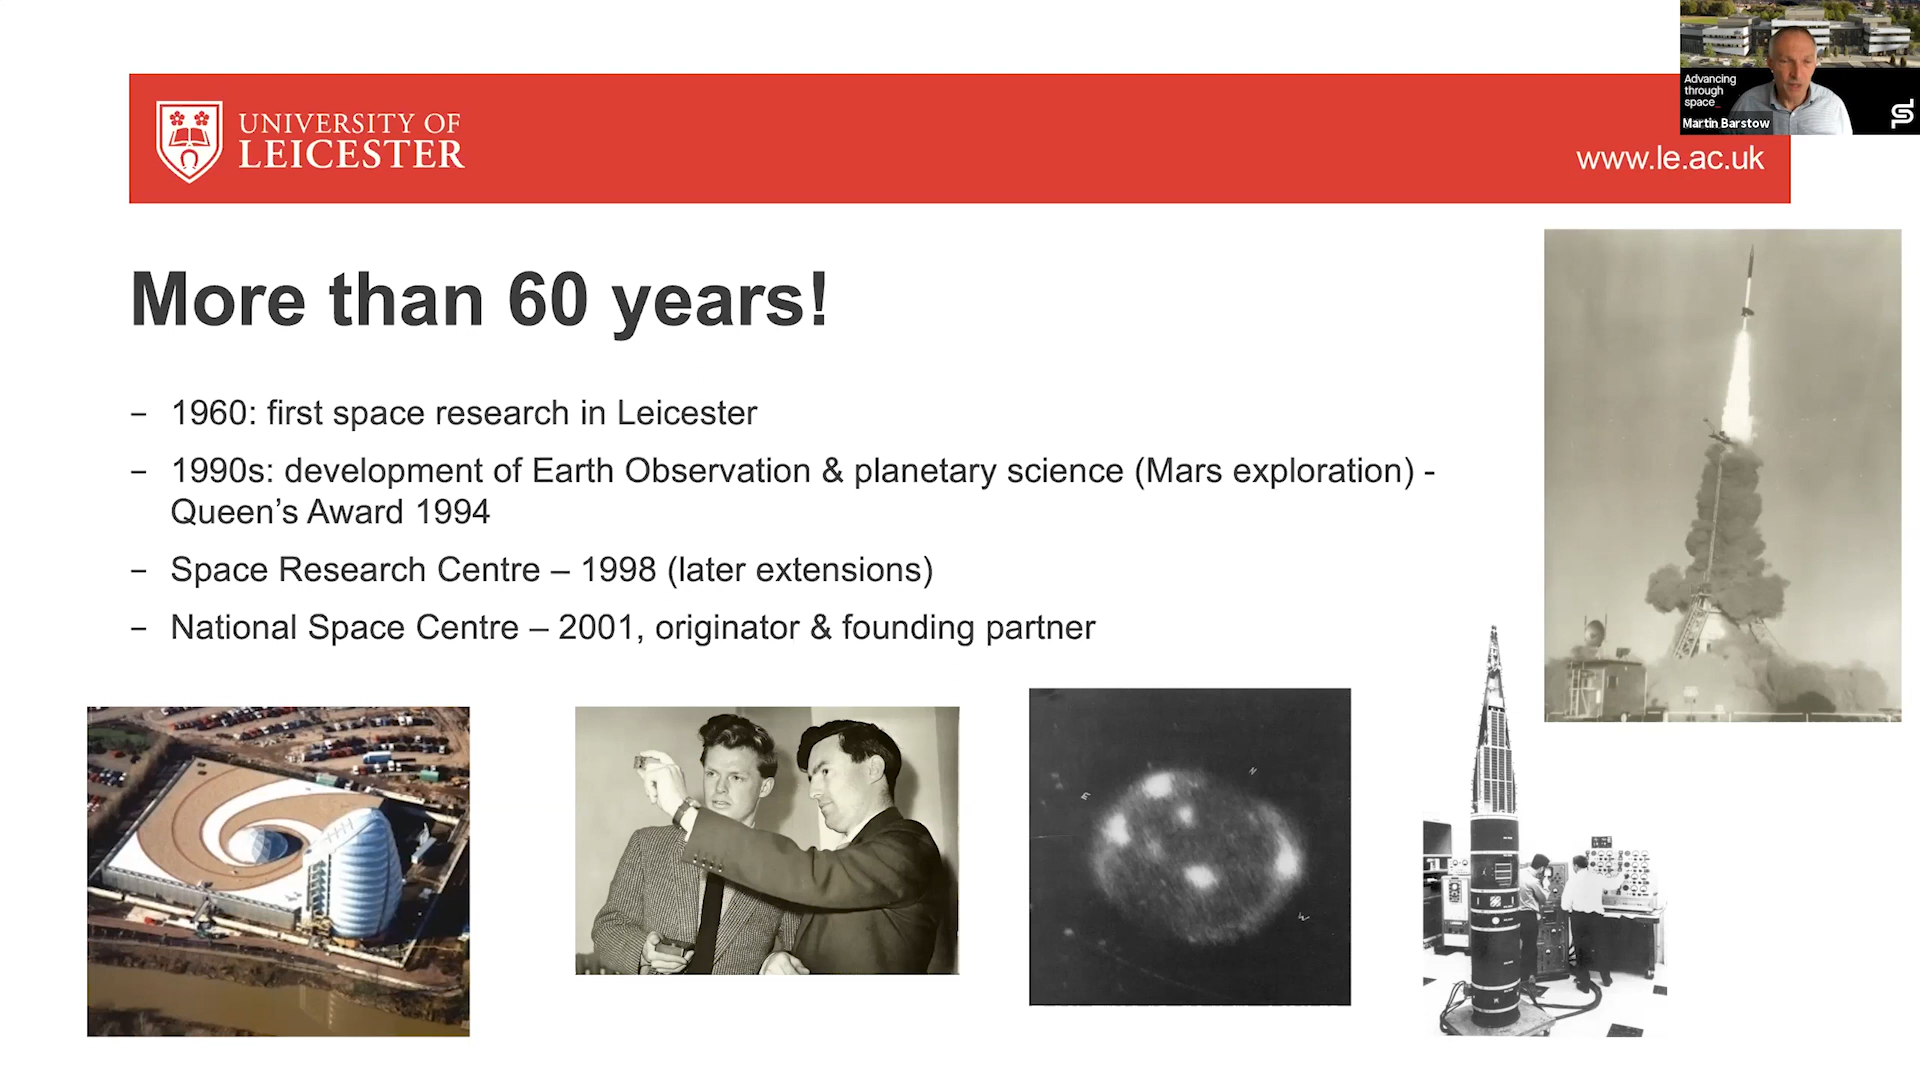 Advancing
through
space_
Martin Barstow
UNIVERSITY OF
LEICESTER
www.le.ac.uk
More than 60 years!
– 1960: first space research in Leicester
– 1990s: development of Earth Observation & planetary science (Mars exploration) -
Queen’s Award 1994
– Space Research Centre – 1998 (later extensions)
– National Space Centre – 2001, originator & founding partner
N